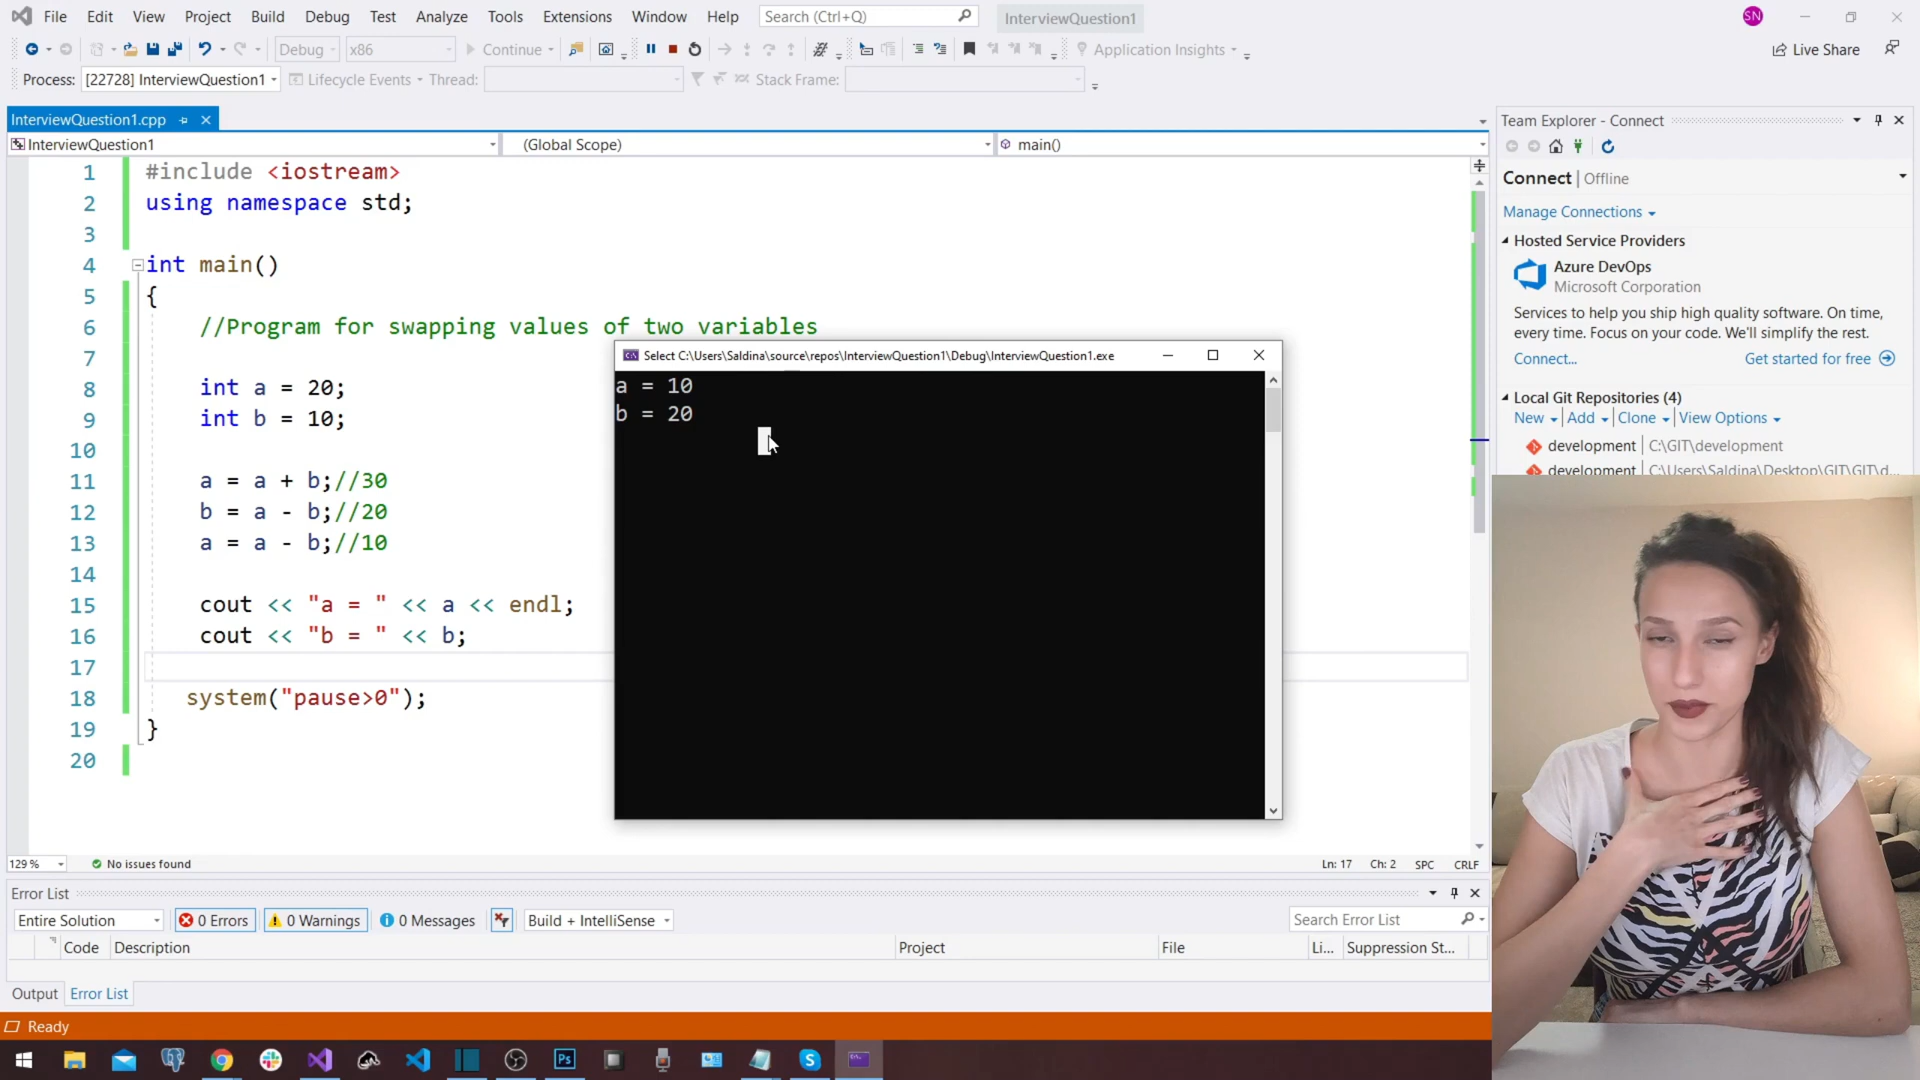 File Edit View Project Build Debug Test Analyze Tools Extensions Window Help Search (Ctrl+Q) InterviewQuestion1 SN
Debug x86 Continue Application Insights Live Share
Process: [22728] InterviewQuestion1 Lifecycle Events Thread: Stack Frame:
InterviewQuestion1.cpp
InterviewQuestion1 (Global Scope) main()
1 #include <iostream>
2 using namespace std;
3
4 int main()
5 {
6 //Program for swapping values of two variables
7
8 int a = 20;
9 int b = 10;
10
11 a = a + b;//30
12 b = a - b;//20
13 a = a - b;//10
14
15 cout << "a = " << a << endl;
16 cout << "b = " << b;
17
18 system("pause>0");
19 }
20
Select C:\Users\Saldina\source\repos\InterviewQuestion1\Debug\InterviewQuestion1.exe
a = 10
b = 20
Team Explorer - Connect
Connect | Offline
Manage Connections
Hosted Service Providers
Azure DevOps
Microsoft Corporation
Services to help you ship high quality software. On time,
every time. Focus on your code. We'll simplify the rest.
Connect... Get started for free
Local Git Repositories (4)
New Add Clone View Options
development C:\GIT\development
development C:\Users\Saldina\Desktop\GIT\GIT\d...
129 % No issues found Ln: 17 Ch: 2 SPC CRLF
Error List
Entire Solution 0 Errors 0 Warnings 0 Messages Build + IntelliSense Search Error List
Code Description Project File Li... Suppression St...
Output Error List
Ready
Ps S